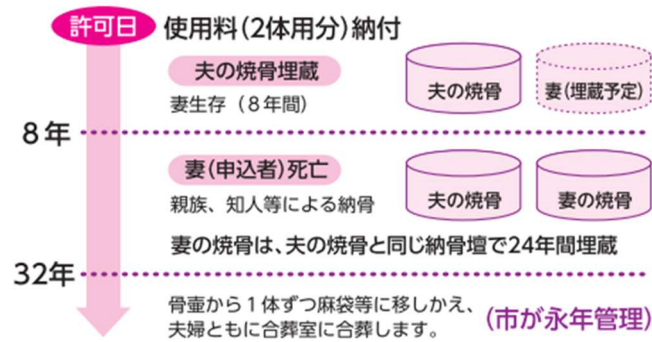 許可日 使用料(2体用分)納付
夫の焼骨埋蔵
妻生存(8年間)
夫の焼骨
妻(埋蔵予定)
8年
妻(申込者)死亡
親族、知人等による納骨
夫の焼骨
妻の焼骨
妻の焼骨は、夫の焼骨と同じ納骨壇で24年間埋蔵
32年
骨壷から1体ずつ麻袋等に移しかえ、
夫婦ともに合葬室に合葬します。
(市が永年管理)